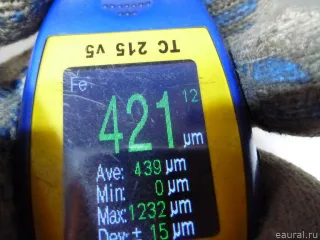 TC 215 v5
Fe
12
421 µm
Ave: 439 µm
Min: 0 µm
Max: 1232 µm
Dev ± 15 µm
eaural.ru